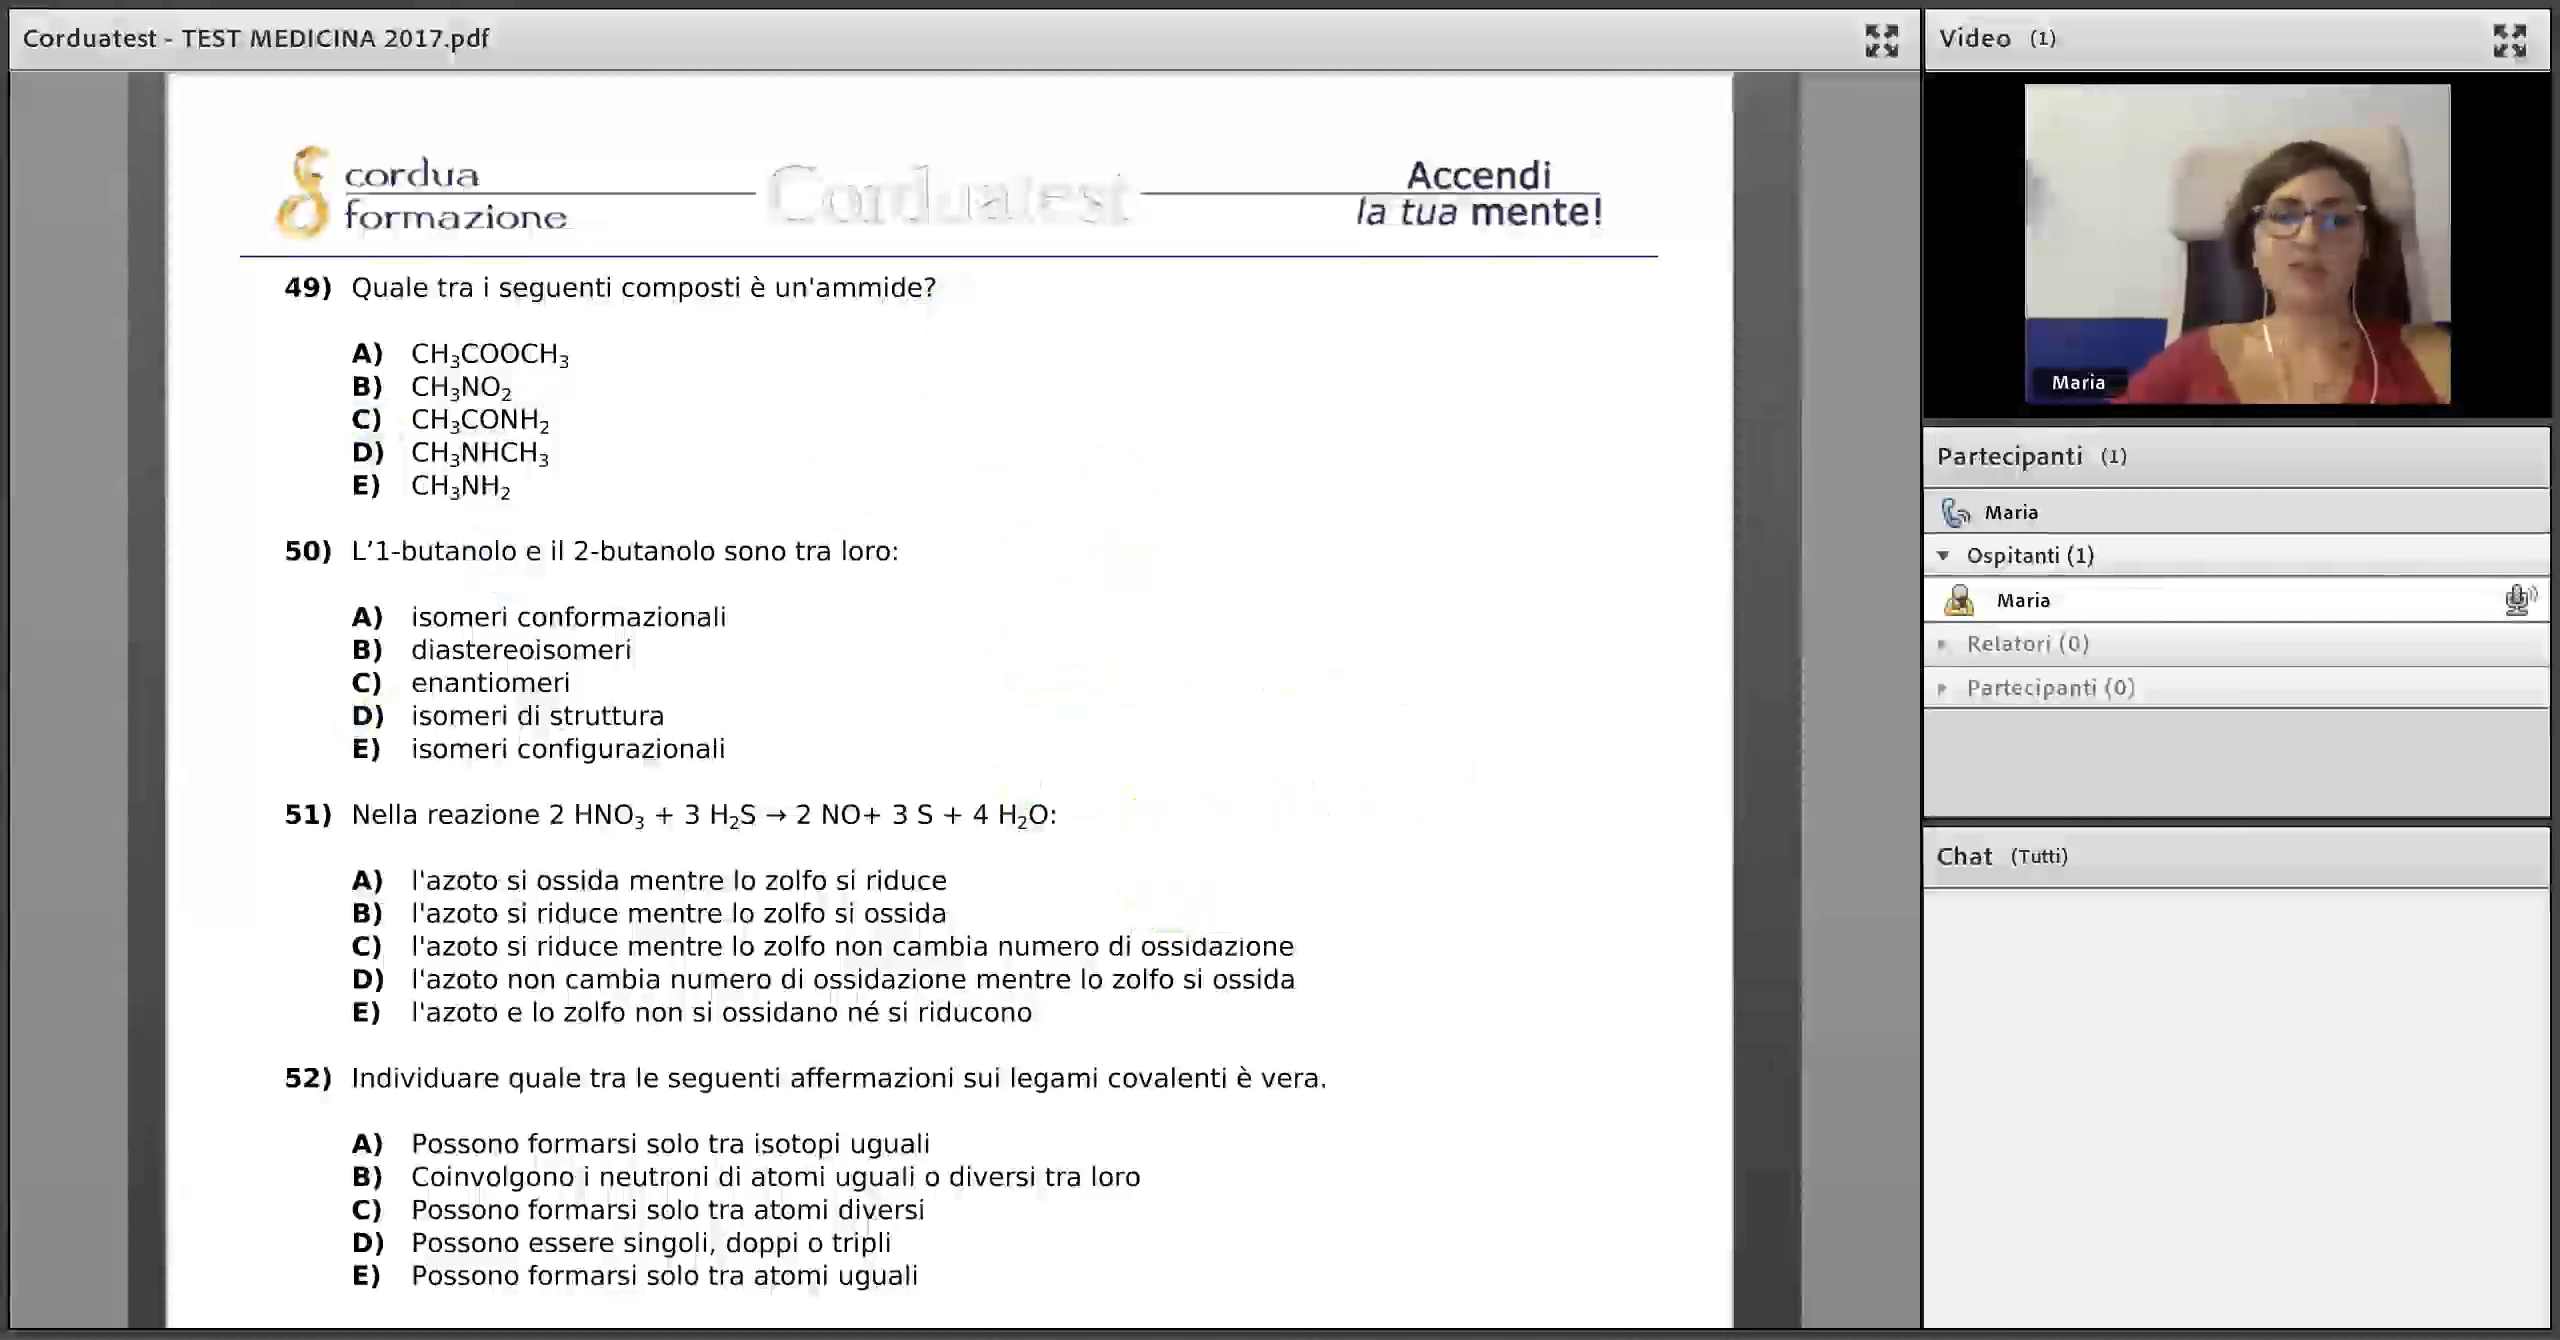 Corduatest - TEST MEDICINA 2017.pdf
cordua
formazione
Corduatest
Accendi
la tua mente!
49) Quale tra i seguenti composti è un'ammide?
A) CH₃COOCH₃
B) CH₃NO₂
C) CH₃CONH₂
D) CH₃NHCH₃
E) CH₃NH₂
50) L’1-butanolo e il 2-butanolo sono tra loro:
A) isomeri conformazionali
B) diastereoisomeri
C) enantiomeri
D) isomeri di struttura
E) isomeri configurazionali
51) Nella reazione 2 HNO₃ + 3 H₂S → 2 NO+ 3 S + 4 H₂O:
A) l'azoto si ossida mentre lo zolfo si riduce
B) l'azoto si riduce mentre lo zolfo si ossida
C) l'azoto si riduce mentre lo zolfo non cambia numero di ossidazione
D) l'azoto non cambia numero di ossidazione mentre lo zolfo si ossida
E) l'azoto e lo zolfo non si ossidano né si riducono
52) Individuare quale tra le seguenti affermazioni sui legami covalenti è vera.
A) Possono formarsi solo tra isotopi uguali
B) Coinvolgono i neutroni di atomi uguali o diversi tra loro
C) Possono formarsi solo tra atomi diversi
D) Possono essere singoli, doppi o tripli
E) Possono formarsi solo tra atomi uguali
Video (1)
Maria
Partecipanti (1)
Maria
Ospitanti (1)
Maria
Relatori (0)
Partecipanti (0)
Chat (Tutti)